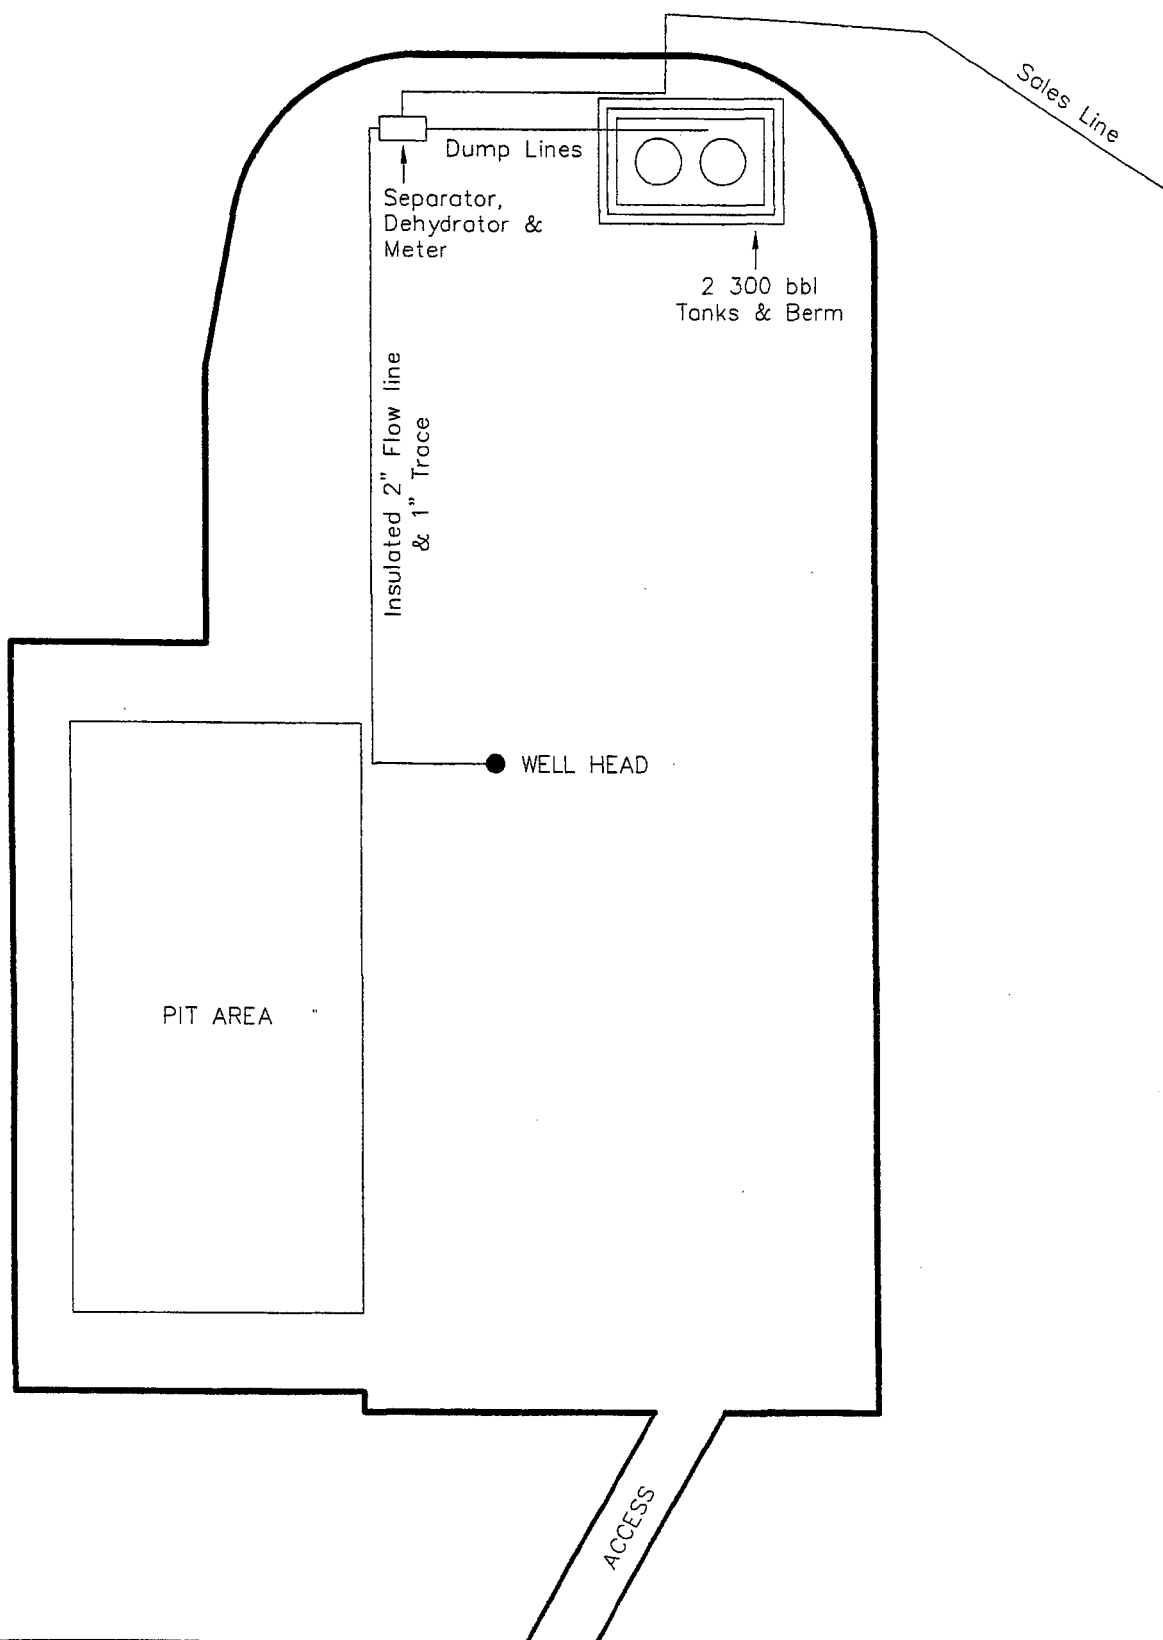 Sales Line
Dump Lines
Separator,
Dehydrator &
Meter
2 300 bbl
Tanks & Berm
Insulated 2" Flow line
& 1" Trace
WELL HEAD
PIT AREA
ACCESS